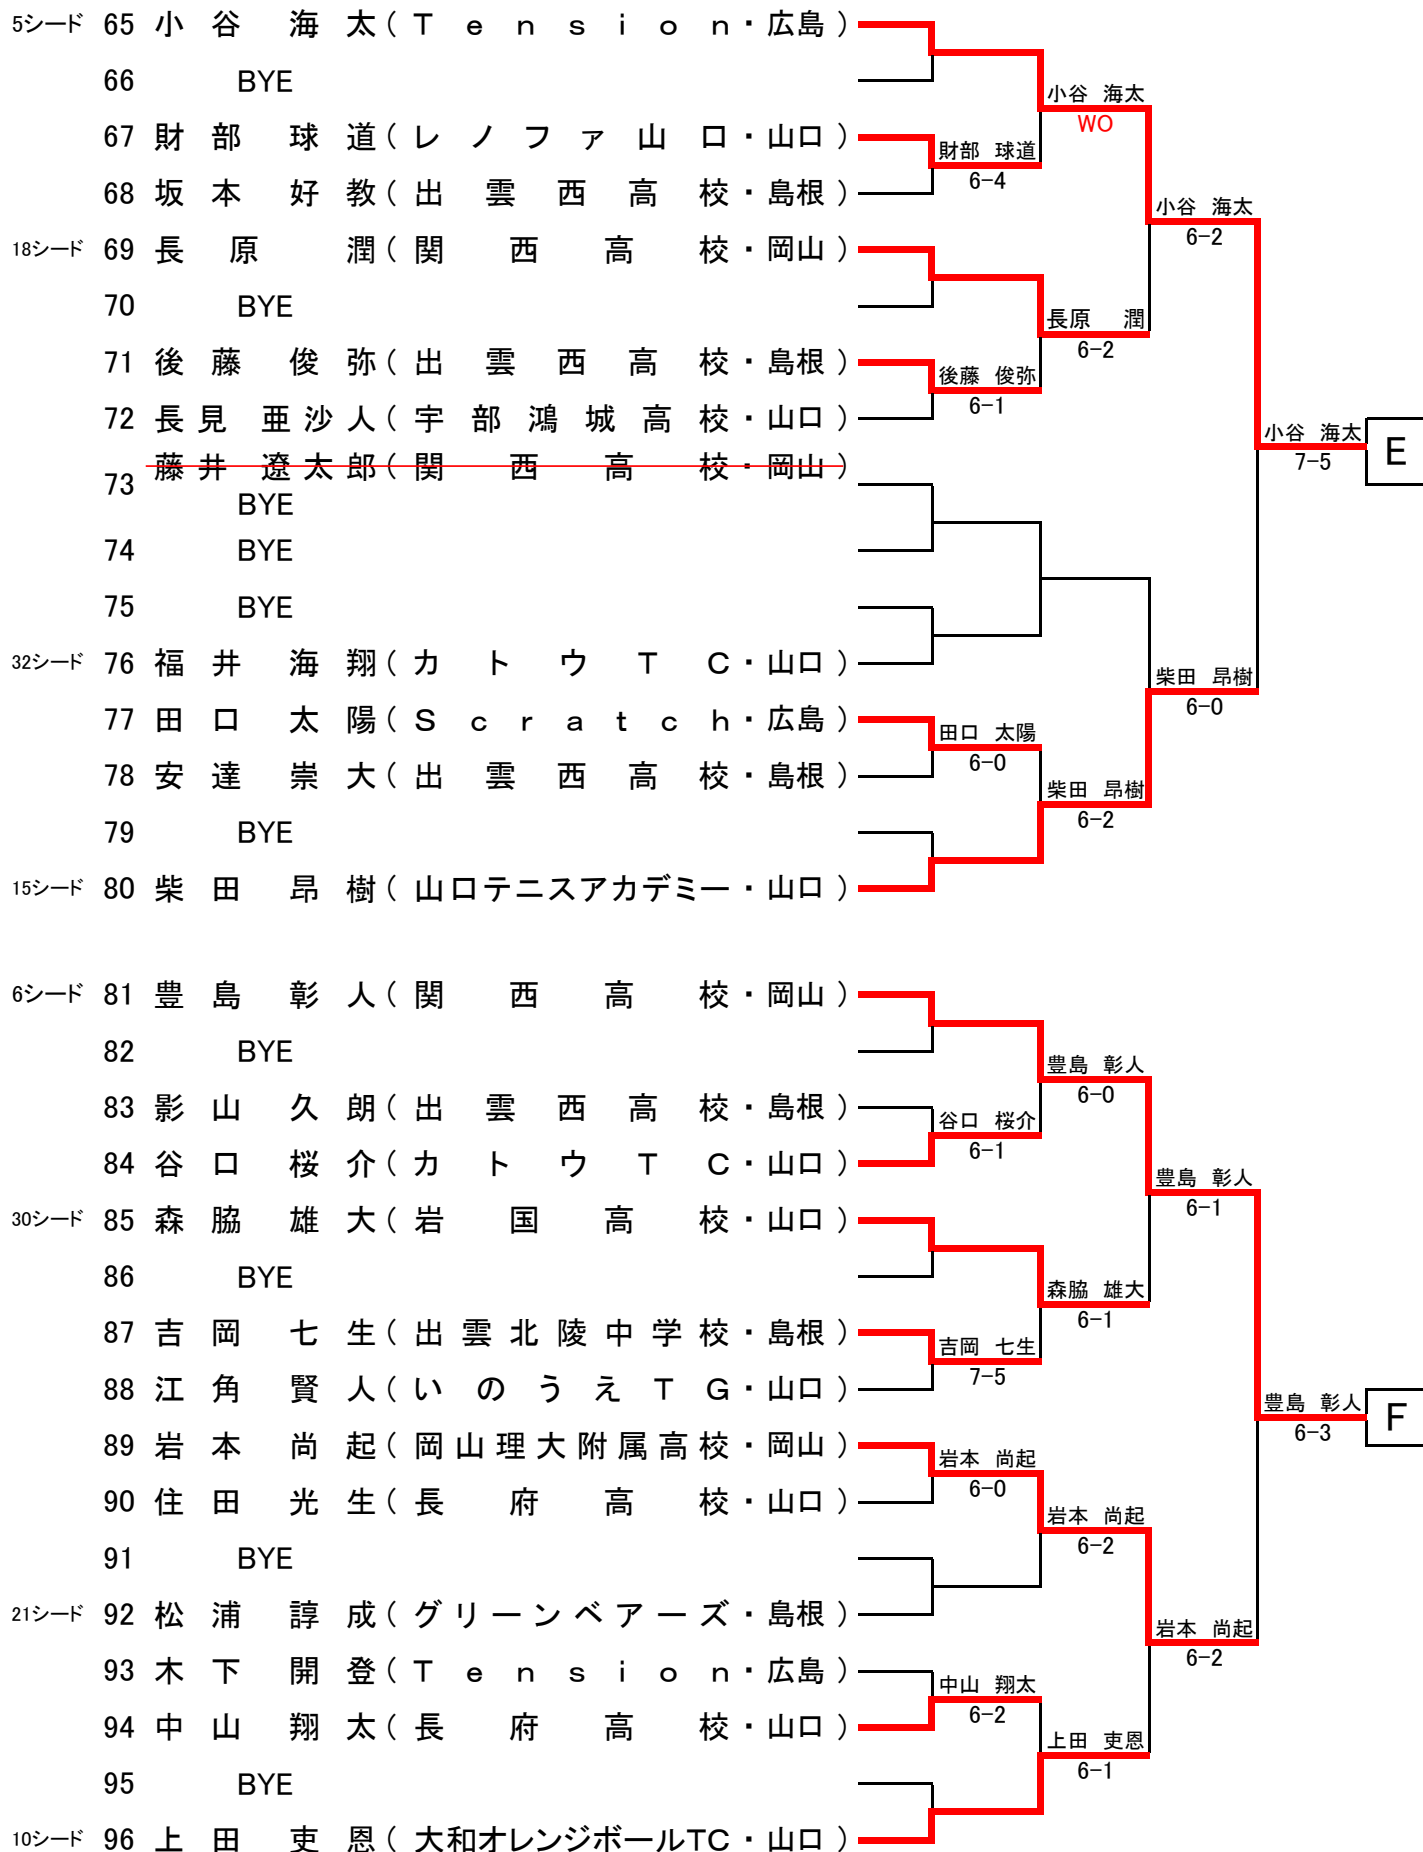 5シード 65 小谷 海太(Tension・広島)
66 BYE
小谷 海太
WO
67 財部 球道(レノファ山口・山口)
財部 球道
6-4
68 坂本 好教(出雲西高校・島根)
小谷 海太
6-2
18シード 69 長原 潤(関西高校・岡山)
70 BYE
長原 潤
6-2
71 後藤 俊弥(出雲西高校・島根)
後藤 俊弥
6-1
72 長見 亜沙人(宇部鴻城高校・山口)
小谷 海太
7-5
E
藤井 遼太郎(関西高校・岡山)
73
BYE
74 BYE
75 BYE
32シード 76 福井 海翔(カトウTC・山口)
柴田 昂樹
6-0
77 田口 太陽(Scratch・広島)
田口 太陽
6-0
78 安達 崇大(出雲西高校・島根)
柴田 昂樹
6-2
79 BYE
15シード 80 柴田 昂樹(山口テニスアカデミー・山口)
6シード 81 豊島 彰人(関西高校・岡山)
82 BYE
豊島 彰人
6-0
83 影山 久朗(出雲西高校・島根)
谷口 桜介
6-1
84 谷口 桜介(カトウTC・山口)
豊島 彰人
6-1
30シード 85 森脇 雄大(岩国高校・山口)
86 BYE
森脇 雄大
6-1
87 吉岡 七生(出雲北陵中学校・島根)
吉岡 七生
7-5
88 江角 賢人(いのうえTG・山口)
豊島 彰人
6-3
F
89 岩本 尚起(岡山理大附属高校・岡山)
岩本 尚起
6-0
90 住田 光生(長府高校・山口)
岩本 尚起
6-2
91 BYE
21シード 92 松浦 諄成(グリーンベアーズ・島根)
岩本 尚起
6-2
93 木下 開登(Tension・広島)
中山 翔太
6-2
94 中山 翔太(長府高校・山口)
上田 吏恩
6-1
95 BYE
10シード 96 上田 吏恩(大和オレンジボールTC・山口)